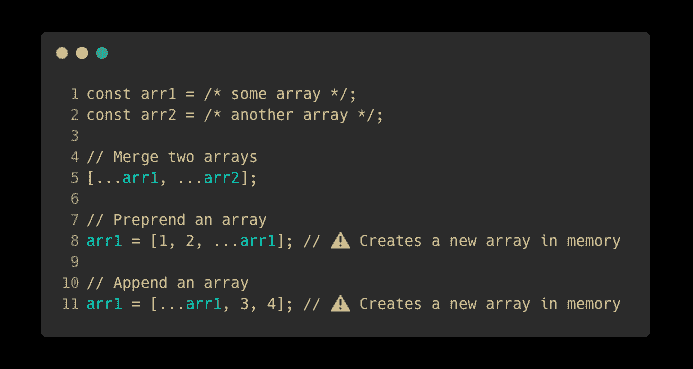 1 const arr1 = /* some array */;
2 const arr2 = /* another array */;
3
4 // Merge two arrays
5 [...arr1, ...arr2];
6
7 // Preprend an array
8 arr1 = [1, 2, ...arr1]; // ⚠ Creates a new array in memory
9
10 // Append an array
11 arr1 = [...arr1, 3, 4]; // ⚠ Creates a new array in memory